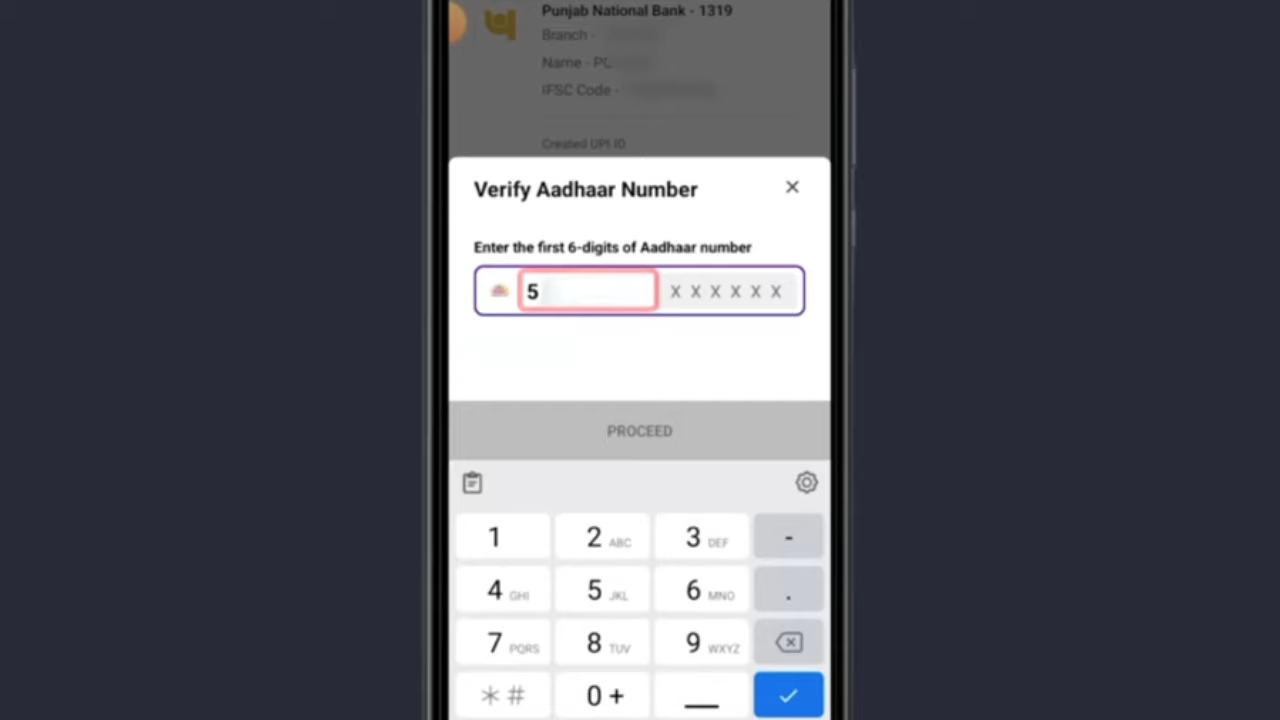 Punjab National Bank - 1319
Branch -
Name - PC
IFSC Code -
Created UPI ID
Verify Aadhaar Number
Enter the first 6-digits of Aadhaar number
5 X X X X X X
PROCEED
1 2 ABC 3 DEF -
4 GHI 5 JKL 6 MNO .
7 PQRS 8 TUV 9 WXYZ
* # 0 +